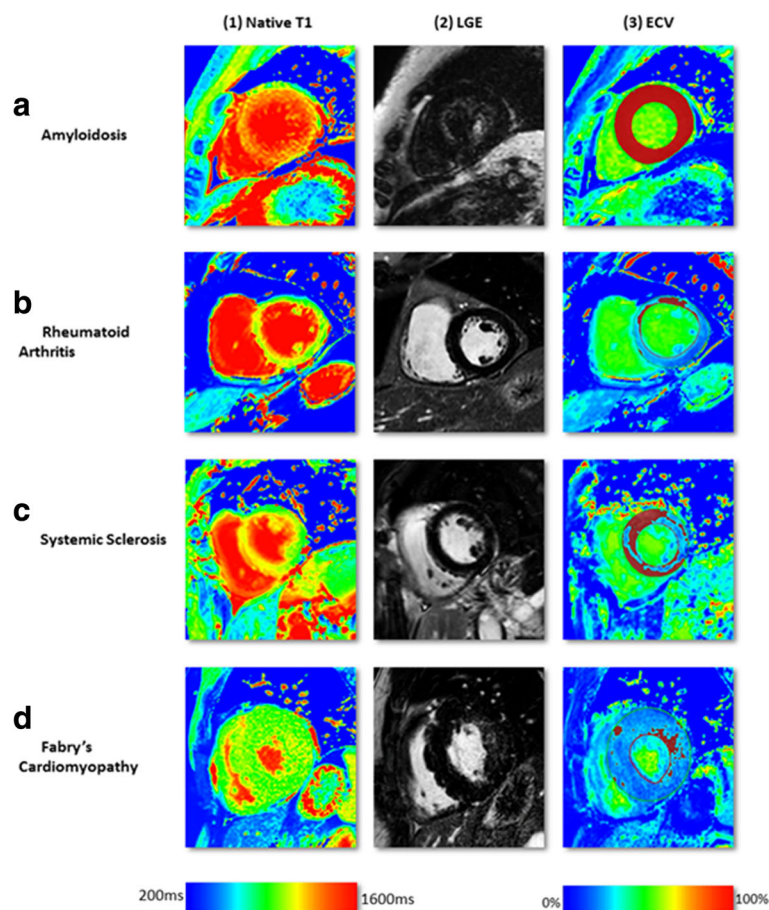 (1) Native T1 (2) LGE (3) ECV
a
Amyloidosis
b
Rheumatoid
Arthritis
c
Systemic Sclerosis
d
Fabry's
Cardiomyopathy
200ms 1600ms 0% 100%